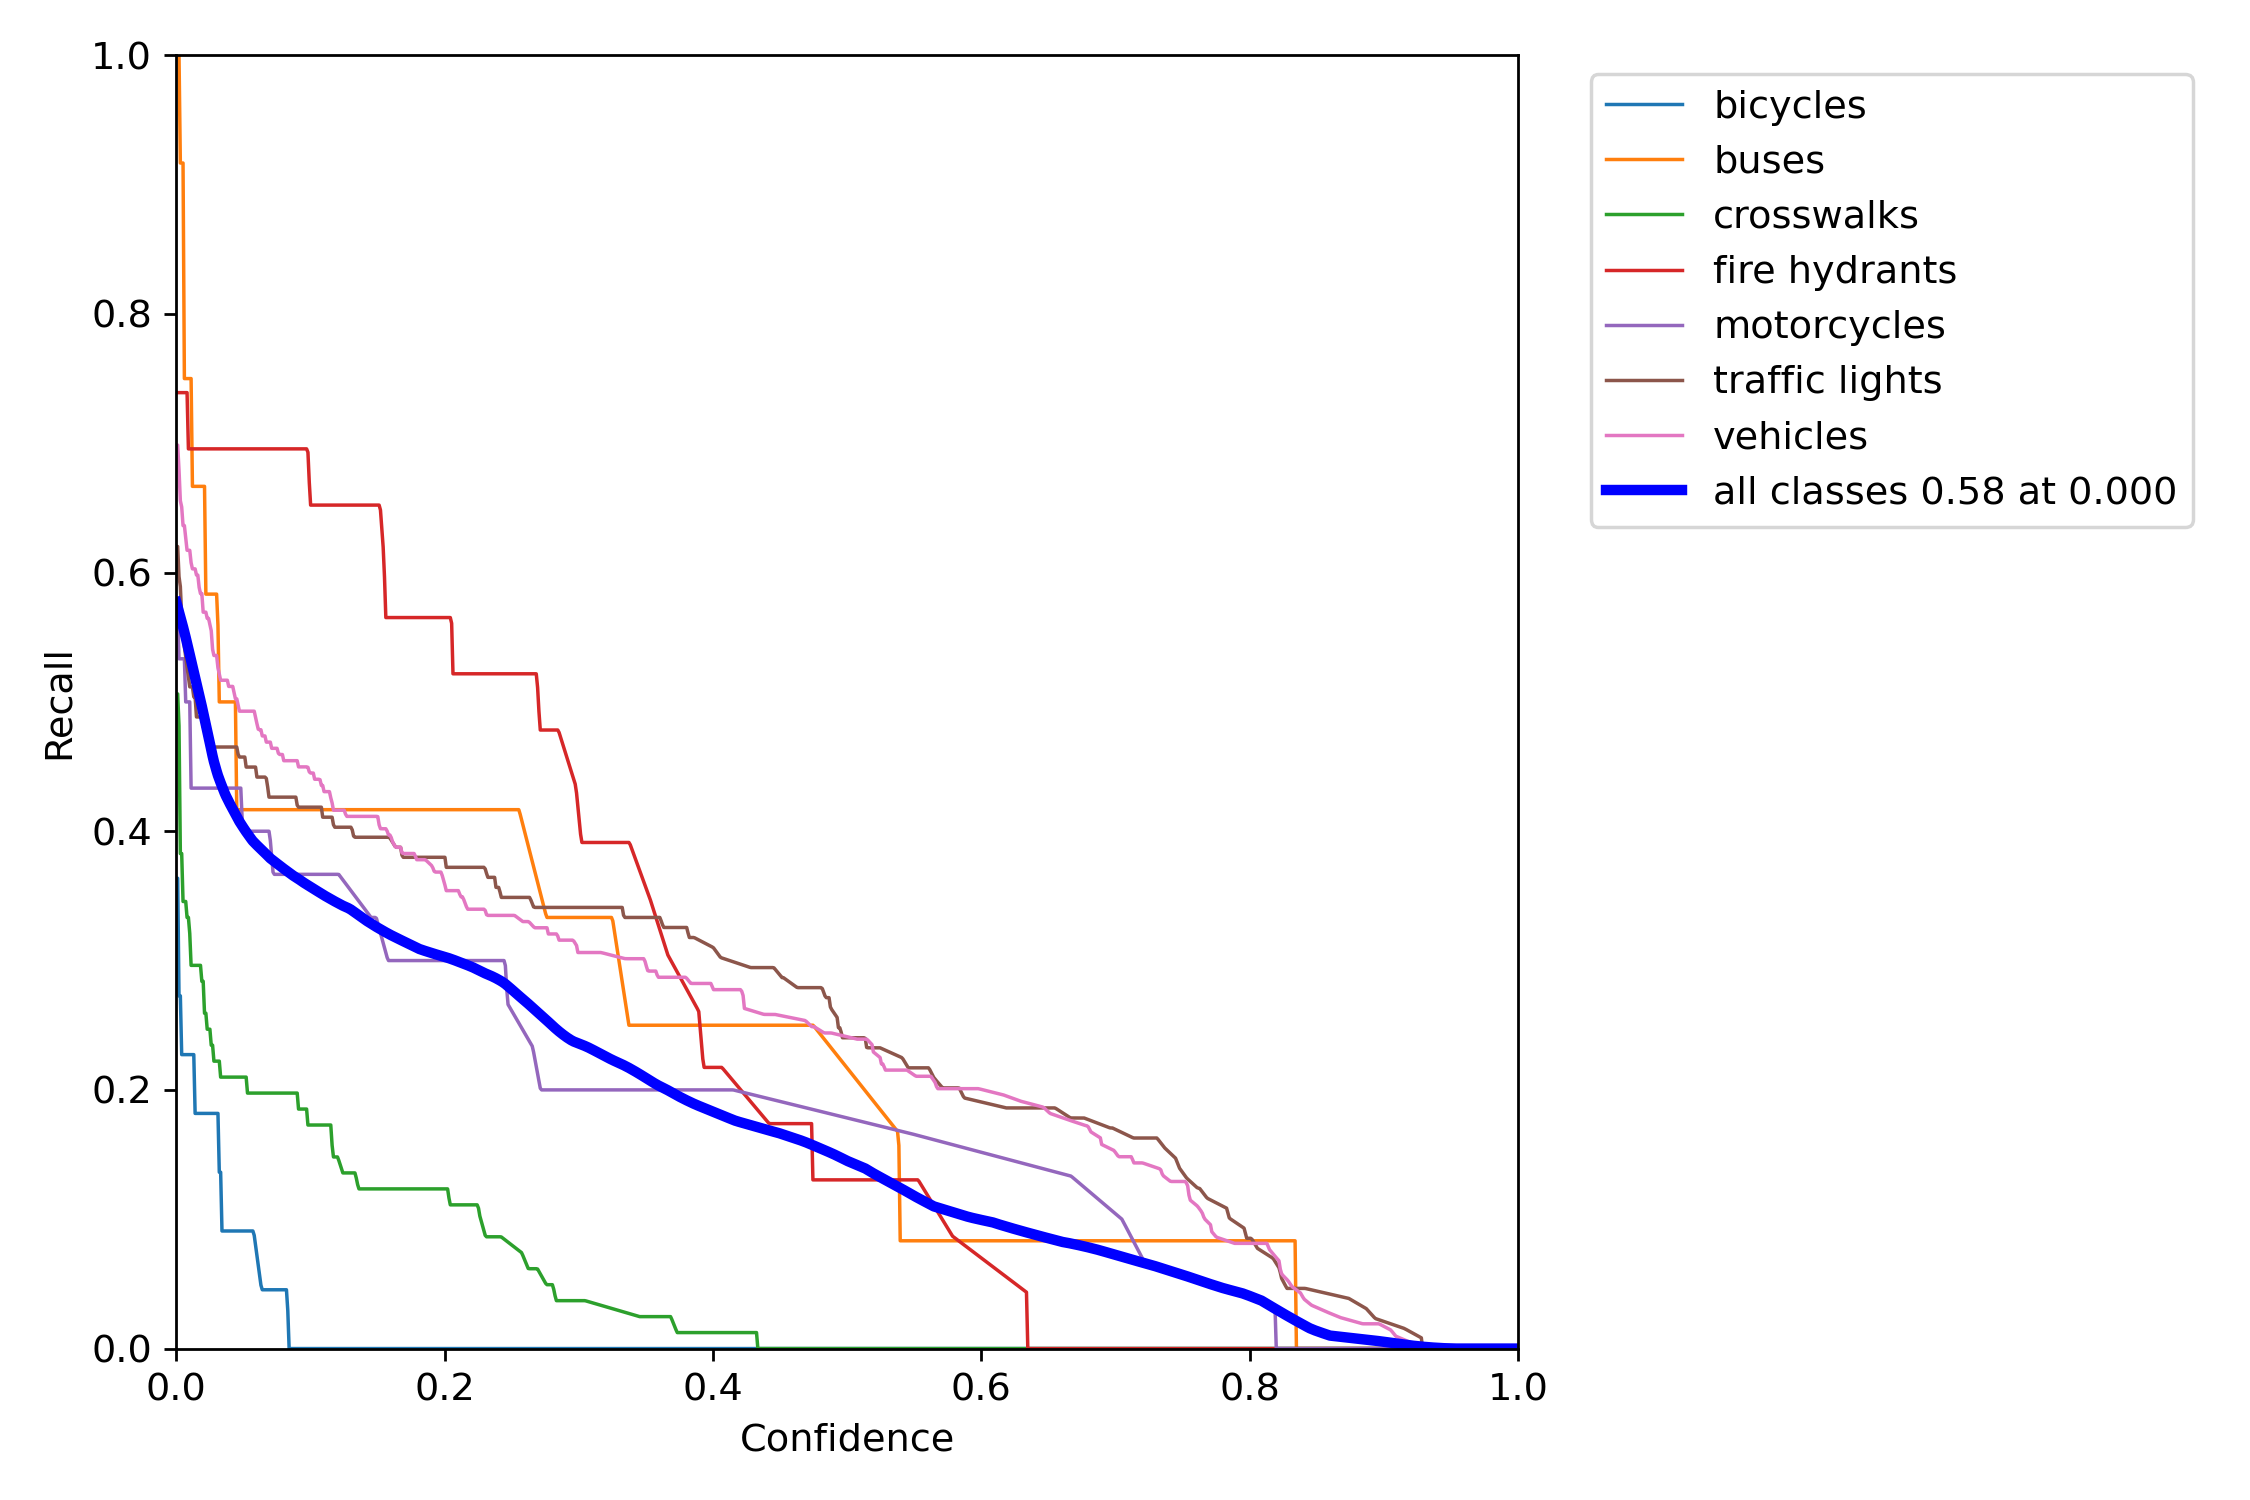 1.0
0.8
0.6
0.4
0.2
0.0
Recall
0.0 0.2 0.4 0.6 0.8 1.0
Confidence
bicycles
buses
crosswalks
fire hydrants
motorcycles
traffic lights
vehicles
all classes 0.58 at 0.000